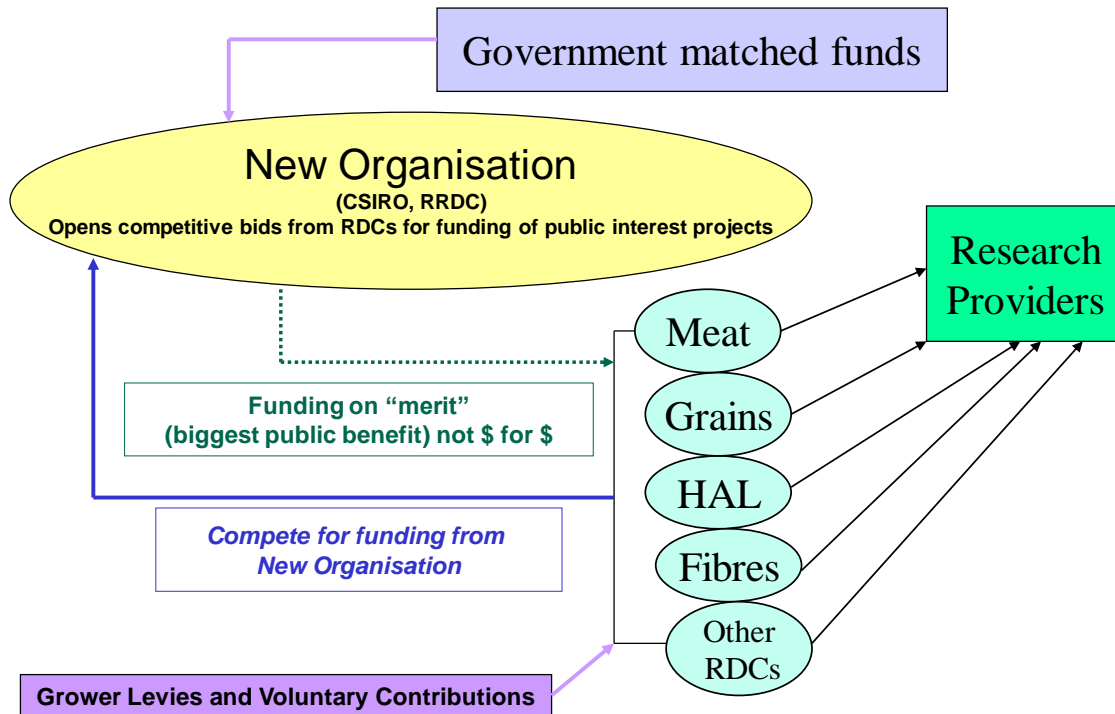 Government matched funds
New Organisation
(CSIRO, RRDC)
Opens competitive bids from RDCs for funding of public interest projects
Research
Providers
Meat
Grains
HAL
Fibres
Other
RDCs
Funding on “merit”
(biggest public benefit) not $ for $
Compete for funding from
New Organisation
Grower Levies and Voluntary Contributions